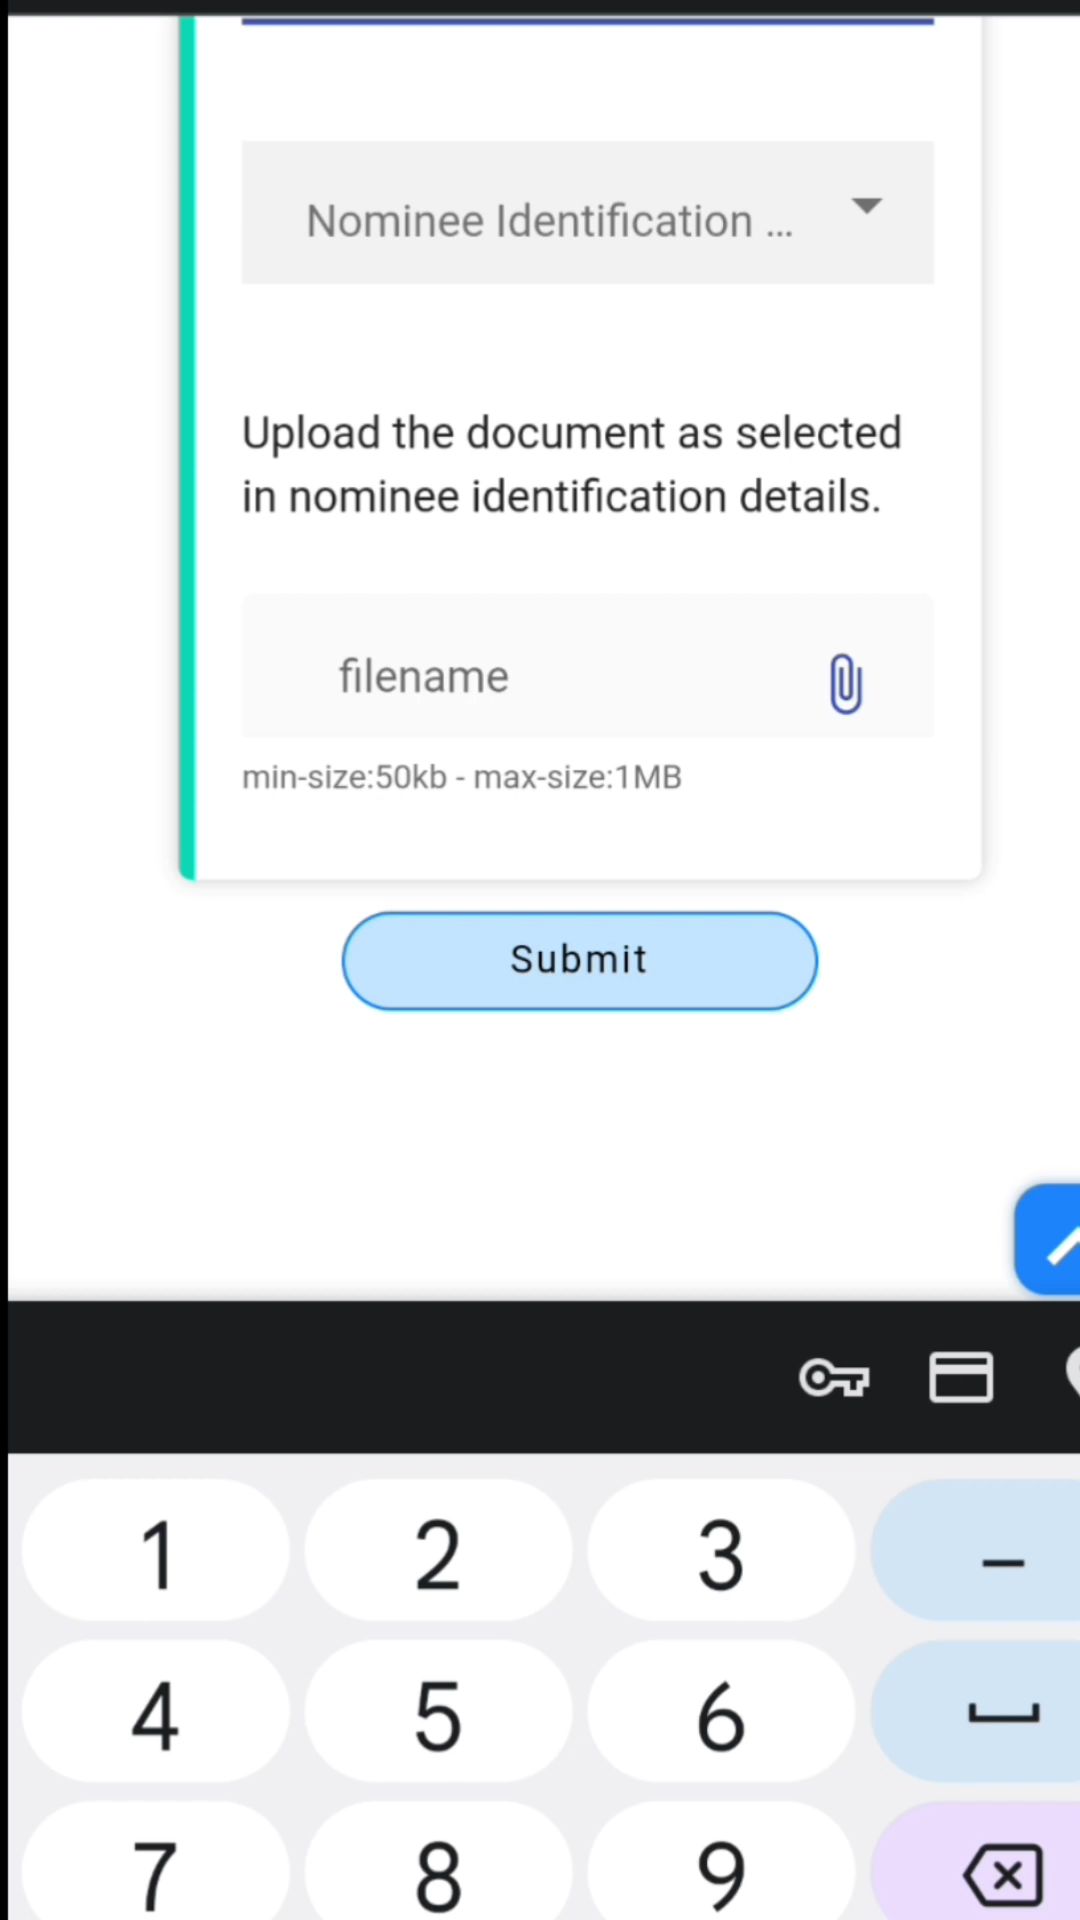 Nominee Identification ...
Upload the document as selected
in nominee identification details.
filename
min-size:50kb - max-size:1MB
Submit
1 2 3 –
4 5 6
7 8 9